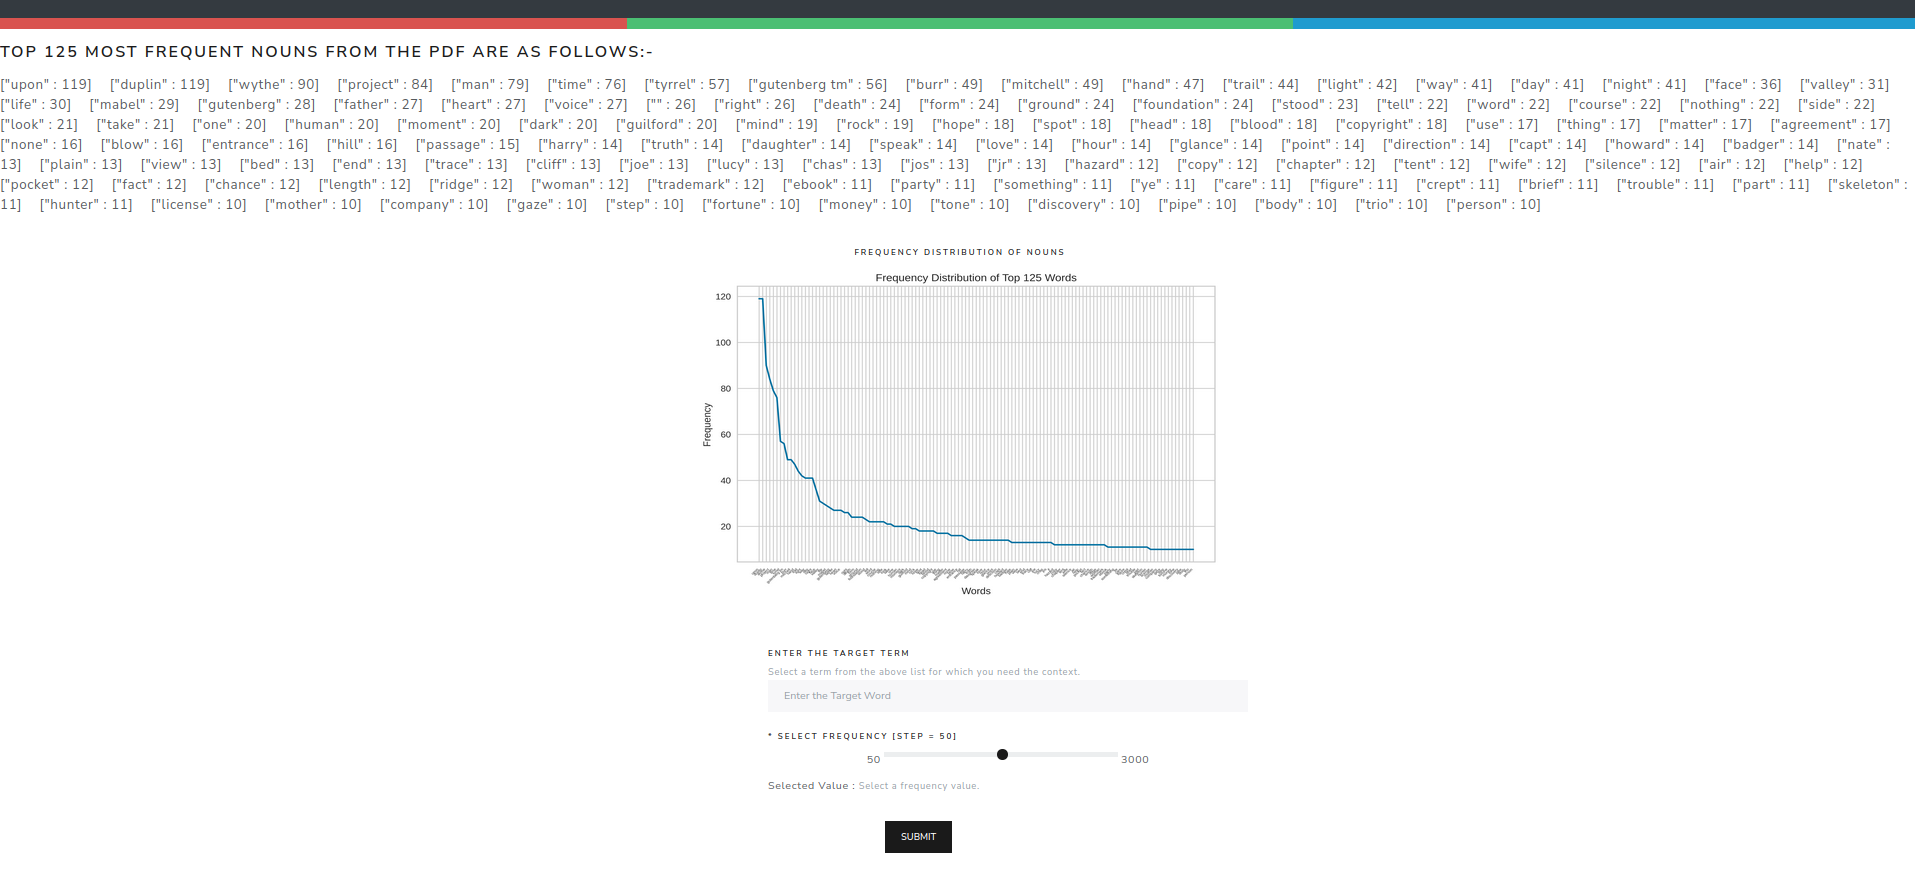 TOP 125 MOST FREQUENT NOUNS FROM THE PDF ARE AS FOLLOWS:-
["upon" : 119] ["duplin" : 119] ["wythe" : 90] ["project" : 84] ["man" : 79] ["time" : 76] ["tyrrel" : 57] ["gutenberg tm" : 56] ["burr" : 49] ["mitchell" : 49] ["hand" : 47] ["trail" : 44] ["light" : 42] ["way" : 41] ["day" : 41] ["night" : 41] ["face" : 36] ["valley" : 31]
["life" : 30] ["mabel" : 29] ["gutenberg" : 28] ["father" : 27] ["heart" : 27] ["voice" : 27] ["" : 26] ["right" : 26] ["death" : 24] ["form" : 24] ["ground" : 24] ["foundation" : 24] ["stood" : 23] ["tell" : 22] ["word" : 22] ["course" : 22] ["nothing" : 22] ["side" : 22]
["look" : 21] ["take" : 21] ["one" : 20] ["human" : 20] ["moment" : 20] ["dark" : 20] ["guilford" : 20] ["mind" : 19] ["rock" : 19] ["hope" : 18] ["spot" : 18] ["head" : 18] ["blood" : 18] ["copyright" : 18] ["use" : 17] ["thing" : 17] ["matter" : 17] ["agreement" : 17]
["none" : 16] ["blow" : 16] ["entrance" : 16] ["hill" : 16] ["passage" : 15] ["harry" : 14] ["truth" : 14] ["daughter" : 14] ["speak" : 14] ["love" : 14] ["hour" : 14] ["glance" : 14] ["point" : 14] ["direction" : 14] ["capt" : 14] ["howard" : 14] ["badger" : 14] ["nate" :
13] ["plain" : 13] ["view" : 13] ["bed" : 13] ["end" : 13] ["trace" : 13] ["cliff" : 13] ["joe" : 13] ["lucy" : 13] ["chas" : 13] ["jos" : 13] ["jr" : 13] ["hazard" : 12] ["copy" : 12] ["chapter" : 12] ["tent" : 12] ["wife" : 12] ["silence" : 12] ["air" : 12] ["help" : 12]
["pocket" : 12] ["fact" : 12] ["chance" : 12] ["length" : 12] ["ridge" : 12] ["woman" : 12] ["trademark" : 12] ["ebook" : 11] ["party" : 11] ["something" : 11] ["ye" : 11] ["care" : 11] ["figure" : 11] ["crept" : 11] ["brief" : 11] ["trouble" : 11] ["part" : 11] ["skeleton" :
11] ["hunter" : 11] ["license" : 10] ["mother" : 10] ["company" : 10] ["gaze" : 10] ["step" : 10] ["fortune" : 10] ["money" : 10] ["tone" : 10] ["discovery" : 10] ["pipe" : 10] ["body" : 10] ["trio" : 10] ["person" : 10]
FREQUENCY DISTRIBUTION OF NOUNS
Frequency Distribution of Top 125 Words
120
100
80
60
40
20
Frequency
Words
ENTER THE TARGET TERM
Select a term from the above list for which you need the context.
Enter the Target Word
* SELECT FREQUENCY [STEP = 50]
50 3000
Selected Value : Select a frequency value.
SUBMIT